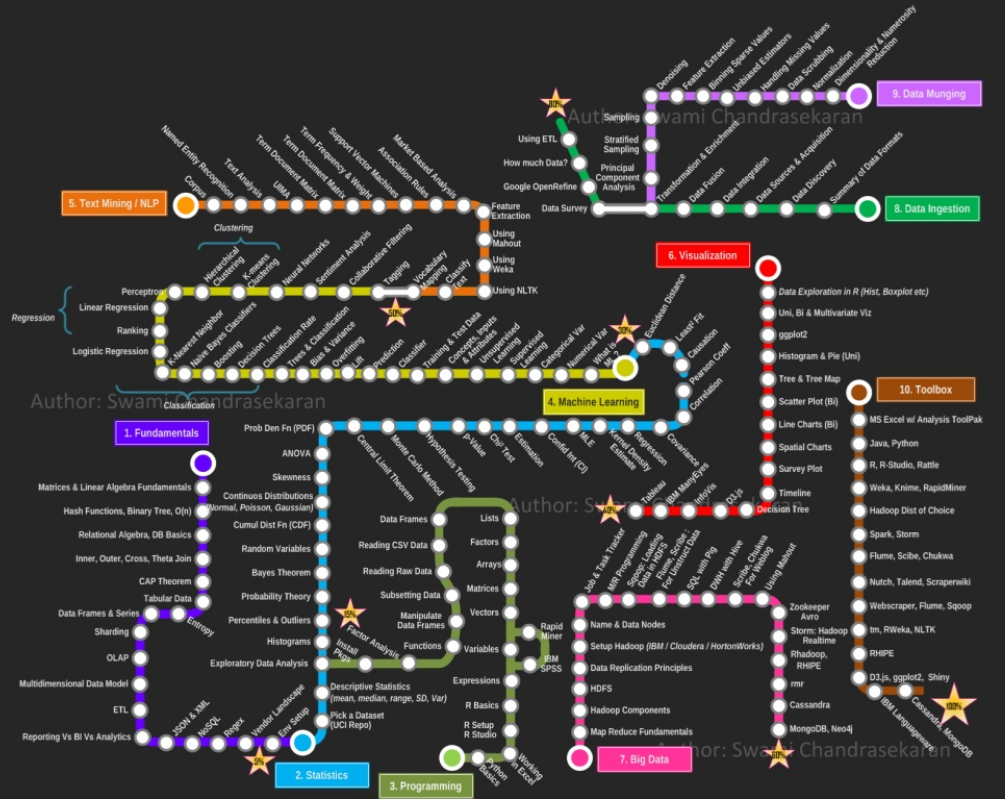 Denoising
Feature Extraction
Binning Sparse Values
Unbiased Estimators
Handling Missing Values
Data Scrubbing
Normalization
Dimensionality & Numerosity
Reduction
9. Data Munging
80%
Author: Swami Chandrasekaran
Sampling
Stratified
Sampling
Principal
Component
Analysis
Using ETL
How much Data?
Google OpenRefine
Data Survey
Transformation & Enrichment
Data Fusion
Data Integration
Data Sources & Acquisition
Data Discovery
Summary of Data Formats
8. Data Ingestion
5. Text Mining / NLP
Corpus
Named Entity Recognition
Text Analysis
UIMA
Term Document Matrix
Term Document Matrix
Term Frequency & Weight
Support Vector Machines
Association Rules
Market Based Analysis
Feature
Extraction
Using
Mahout
Using
Weka
Using NLTK
Classify
Text
Vocabulary
Mapping
Tagging
50%
Collaborative Filtering
Sentiment Analysis
Neural Networks
K-means
Clustering
Hierarchical
Clustering
Clustering
Perceptron
Linear Regression
Regression
Ranking
Logistic Regression
K-Nearest Neighbor
Naive Bayes Classifiers
Boosting
Decision Trees
Classification Rate
Trees & Classification
Bias & Variance
Overfitting
Lift
Prediction
Classifier
Training & Test Data
Concepts, Inputs
& Attributes
Unsupervised
Learning
Supervised
Learning
Categorical Var
Numerical Var
What is
ML?
30%
Classification
Author: Swami Chandrasekaran
4. Machine Learning
Euclidean Distance
Least² Fit
Causation
Pearson Coeff
Correlation
Covariance
Regression
Kernel Density
Estimate
MLE
Confid Int (CI)
Estimation
Chi² Test
p-Value
Hypothesis Testing
Monte Carlo Method
Central Limit Theorem
Prob Den Fn (PDF)
ANOVA
Skewness
Continuos Distributions
(Normal, Poisson, Gaussian)
Cumul Dist Fn (CDF)
Random Variables
Bayes Theorem
Probability Theory
Percentiles & Outliers
Histograms
Exploratory Data Analysis
Descriptive Statistics
(mean, median, range, SD, Var)
Pick a Dataset
(UCI Repo)
2. Statistics
1. Fundamentals
Matrices & Linear Algebra Fundamentals
Hash Functions, Binary Tree, O(n)
Relational Algebra, DB Basics
Inner, Outer, Cross, Theta Join
CAP Theorem
Tabular Data
Entropy
Data Frames & Series
Sharding
OLAP
Multidimensional Data Model
ETL
Reporting Vs BI Vs Analytics
JSON & XML
NoSQL
Regex
Vendor Landscape
Env Setup
5%
3. Programming
Python
Basics
Working
in Excel
R Setup
R Studio
R Basics
Expressions
IBM
SPSS
Rapid
Miner
Variables
Vectors
Matrices
Arrays
Factors
Lists
Data Frames
Reading CSV Data
Reading Raw Data
Subsetting Data
Manipulate
Data Frames
Functions
Factor Analysis
Install
Pkgs
15%
Author: Swami Chandrasekaran
6. Visualization
Data Exploration in R (Hist, Boxplot etc)
Uni, Bi & Multivariate Viz
ggplot2
Histogram & Pie (Uni)
Tree & Tree Map
Scatter Plot (Bi)
Line Charts (Bi)
Spatial Charts
Survey Plot
Timeline
Decision Tree
D3.js
InfoVis
IBM ManyEyes
Tableau
40%
7. Big Data
Map Reduce Fundamentals
Hadoop Components
HDFS
Data Replication Principles
Setup Hadoop (IBM / Cloudera / HortonWorks)
Name & Data Nodes
Job & Task Tracker
M/R Programming
Sqoop: Loading
Data in HDFS
Flume, Scribe:
For Unstruct Data
SQL with Pig
DWH with Hive
Scribe, Chukwa
For Weblog
Using Mahout
Zookeeper
Avro
Storm: Hadoop
Realtime
Rhadoop,
RHIPE
rmr
Cassandra
MongoDB, Neo4j
60%
Author: Swami Chandrasekaran
10. Toolbox
MS Excel w/ Analysis ToolPak
Java, Python
R, R-Studio, Rattle
Weka, Knime, RapidMiner
Hadoop Dist of Choice
Spark, Storm
Flume, Scibe, Chukwa
Nutch, Talend, Scraperwiki
Webscraper, Flume, Sqoop
tm, RWeka, NLTK
RHIPE
D3.js, ggplot2, Shiny
IBM Languageware
Cassandra, MongoDB
100%